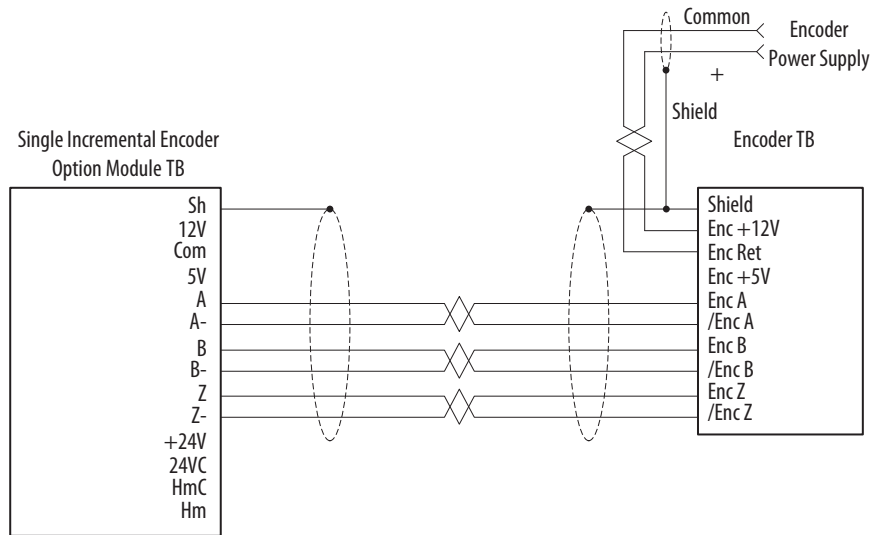 Common
Encoder
Power Supply
+
Shield
Single Incremental Encoder
Option Module TB
Encoder TB
Sh
12V
Com
5V
A
A-
B
B-
Z
Z-
+24V
24VC
HmC
Hm
Shield
Enc +12V
Enc Ret
Enc +5V
Enc A
/Enc A
Enc B
/Enc B
Enc Z
/Enc Z